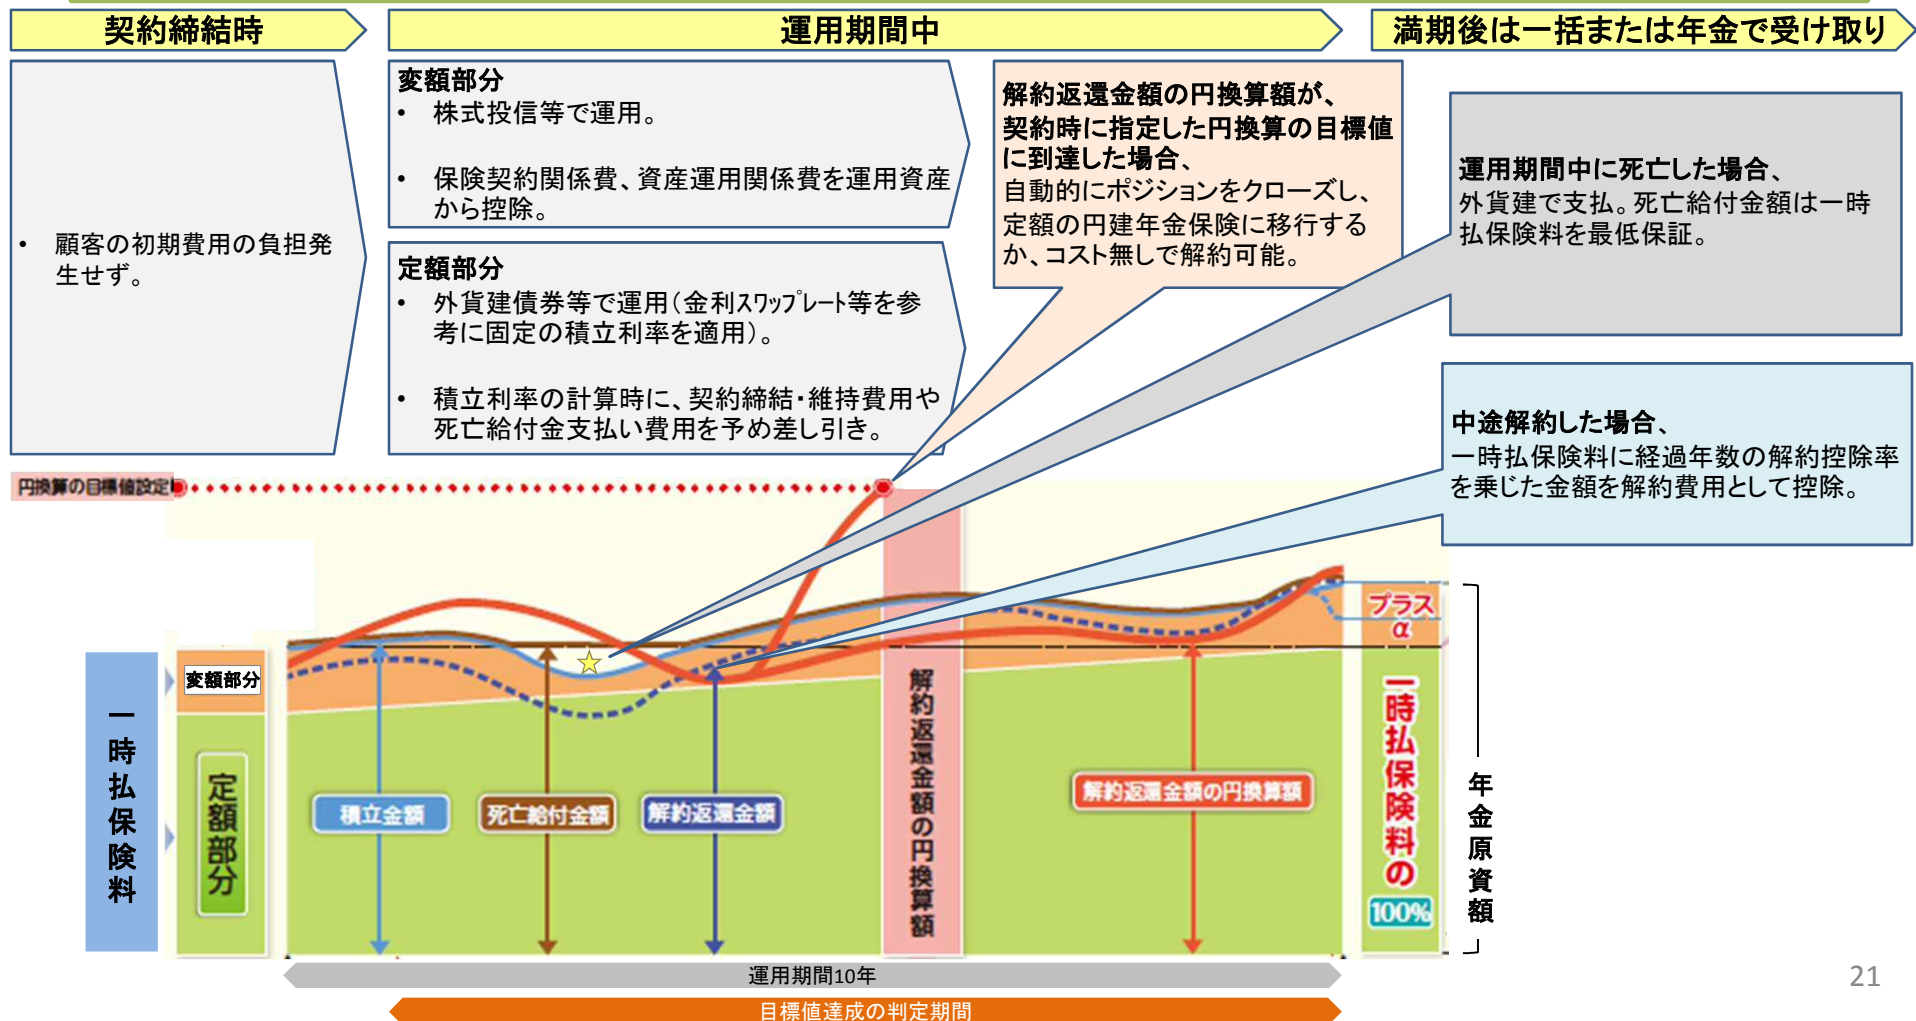 契約締結時
運用期間中
満期後は一括または年金で受け取り
• 顧客の初期費用の負担発
生せず。
変額部分
• 株式投信等で運用。
• 保険契約関係費、資産運用関係費を運用資産
から控除。
定額部分
• 外貨建債券等で運用(金利ｽﾜｯﾌﾟﾚｰﾄ等を参
考に固定の積立利率を適用)。
• 積立利率の計算時に、契約締結・維持費用や
死亡給付金支払い費用を予め差し引き。
解約返還金額の円換算額が、
契約時に指定した円換算の目標値
に到達した場合、
自動的にポジションをクローズし、
定額の円建年金保険に移行する
か、コスト無しで解約可能。
運用期間中に死亡した場合、
外貨建で支払。死亡給付金額は一時
払保険料を最低保証。
中途解約した場合、
一時払保険料に経過年数の解約控除率
を乗じた金額を解約費用として控除。
円換算の目標値設定
一時払保険料
変額部分
定額部分
積立金額
死亡給付金額
解約返還金額
解約返還金額の円換算額
解約返還金額の円換算額
プラス
α
一時払保険料の
100%
年金原資額
運用期間10年
目標値達成の判定期間
21